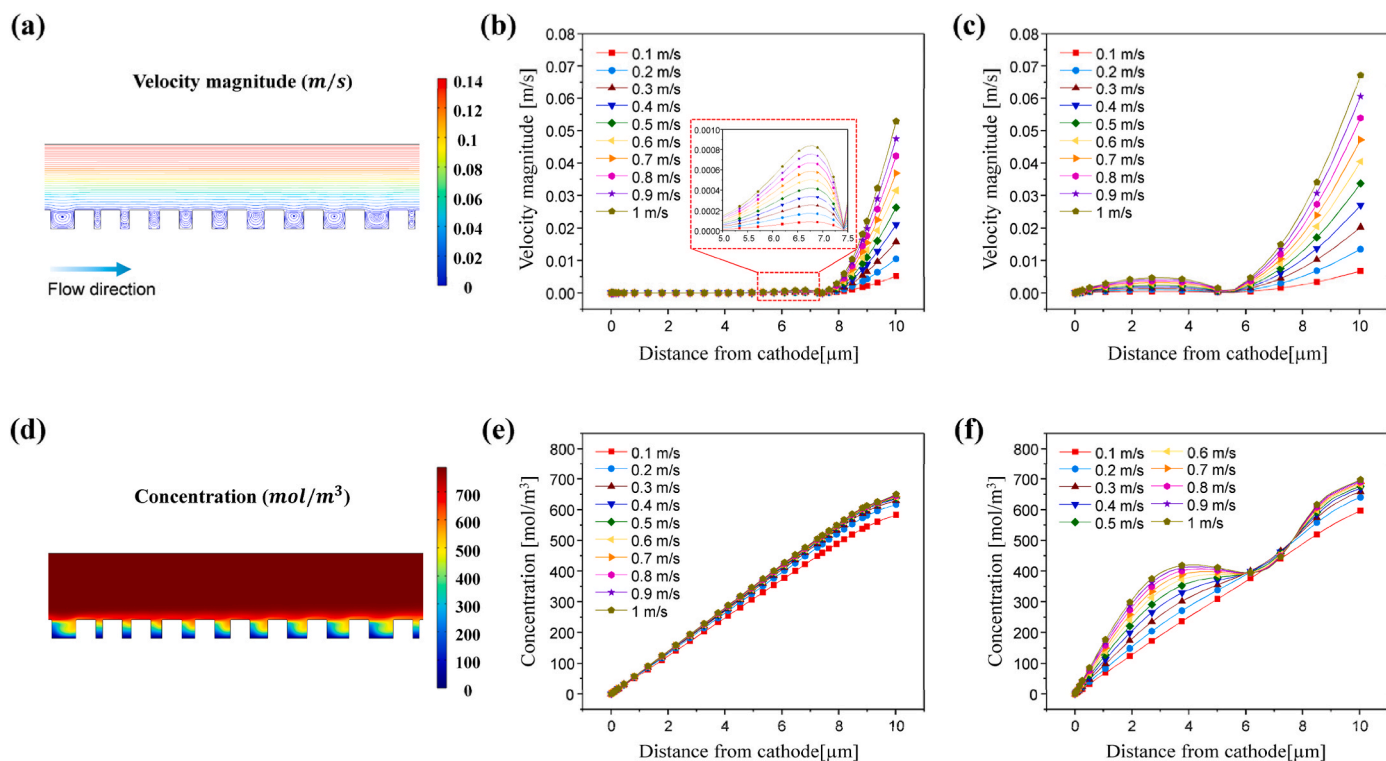 (a)
Velocity magnitude (m/s)
0.14
0.12
0.1
0.08
0.06
0.04
0.02
0
Flow direction
(b)
Velocity magnitude [m/s]
0.08
0.07
0.06
0.05
0.04
0.03
0.02
0.01
0.00
0.1 m/s
0.2 m/s
0.3 m/s
0.4 m/s
0.5 m/s
0.6 m/s
0.7 m/s
0.8 m/s
0.9 m/s
1 m/s
0.0010
0.0008
0.0006
0.0004
0.0002
0.0000
5.0 5.5 6.0 6.5 7.0 7.5
0 2 4 6 8 10
Distance from cathode[µm]
(c)
Velocity magnitude [m/s]
0.08
0.07
0.06
0.05
0.04
0.03
0.02
0.01
0.00
0.1 m/s
0.2 m/s
0.3 m/s
0.4 m/s
0.5 m/s
0.6 m/s
0.7 m/s
0.8 m/s
0.9 m/s
1 m/s
0 2 4 6 8 10
Distance from cathode[µm]
(d)
Concentration (mol/m³)
700
600
500
400
300
200
100
0
(e)
Concentration [mol/m³]
800
700
600
500
400
300
200
100
0
0.1 m/s
0.2 m/s
0.3 m/s
0.4 m/s
0.5 m/s
0.6 m/s
0.7 m/s
0.8 m/s
0.9 m/s
1 m/s
0 2 4 6 8 10
Distance from cathode[µm]
(f)
Concentration [mol/m³]
800
700
600
500
400
300
200
100
0
0.1 m/s 0.6 m/s
0.2 m/s 0.7 m/s
0.3 m/s 0.8 m/s
0.4 m/s 0.9 m/s
0.5 m/s 1 m/s
0 2 4 6 8 10
Distance from cathode[µm]